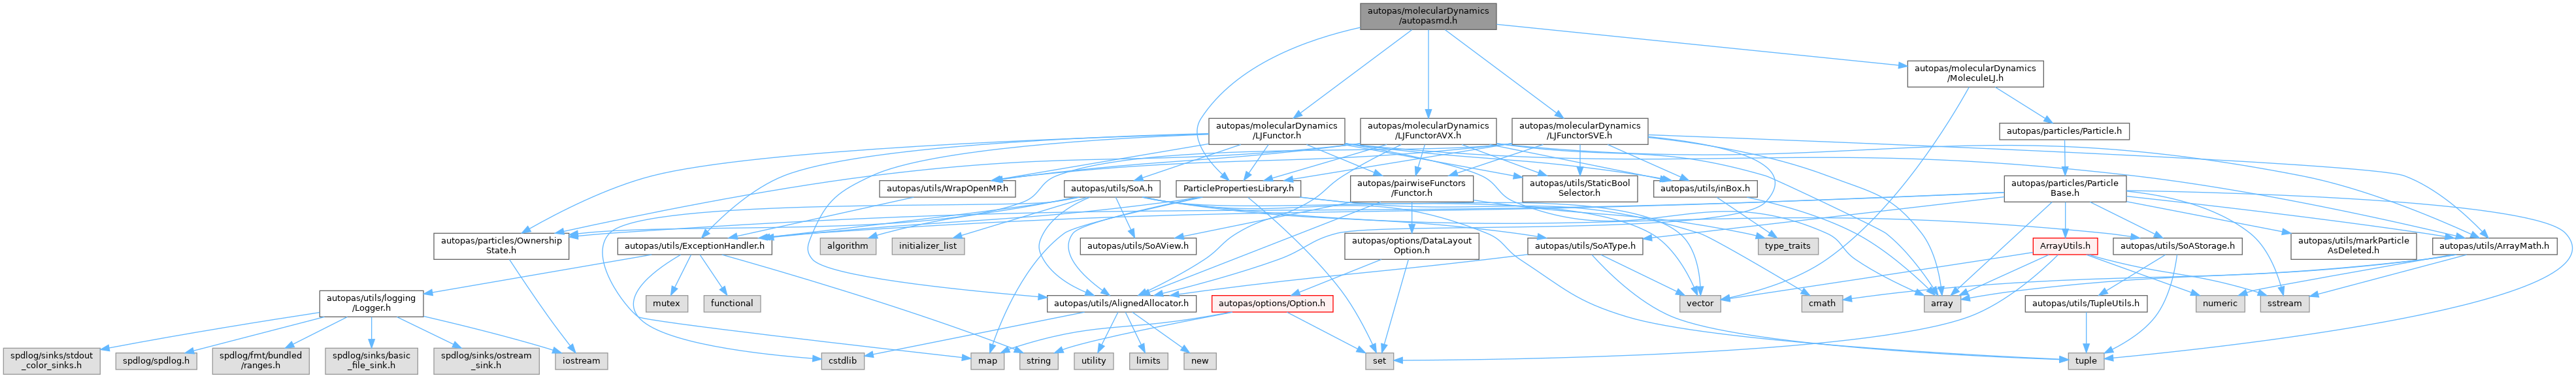 autopas/molecularDynamics
/autopasmd.h
autopas/molecularDynamics
/MoleculeLJ.h
autopas/molecularDynamics
/LJFunctor.h
autopas/molecularDynamics
/LJFunctorAVX.h
autopas/molecularDynamics
/LJFunctorSVE.h
autopas/particles/Particle.h
autopas/utils/WrapOpenMP.h
autopas/utils/SoA.h
ParticlePropertiesLibrary.h
autopas/pairwiseFunctors
/Functor.h
autopas/utils/StaticBool
Selector.h
autopas/utils/inBox.h
autopas/particles/Particle
Base.h
autopas/particles/Ownership
State.h
autopas/utils/ExceptionHandler.h
algorithm
initializer_list
autopas/utils/SoAView.h
autopas/options/DataLayout
Option.h
autopas/utils/SoAType.h
type_traits
ArrayUtils.h
autopas/utils/SoAStorage.h
autopas/utils/markParticle
AsDeleted.h
autopas/utils/ArrayMath.h
autopas/utils/logging
/Logger.h
mutex
functional
autopas/utils/AlignedAllocator.h
autopas/options/Option.h
vector
cmath
array
autopas/utils/TupleUtils.h
numeric
sstream
spdlog/sinks/stdout
_color_sinks.h
spdlog/spdlog.h
spdlog/fmt/bundled
/ranges.h
spdlog/sinks/basic
_file_sink.h
spdlog/sinks/ostream
_sink.h
iostream
cstdlib
map
string
utility
limits
new
set
tuple